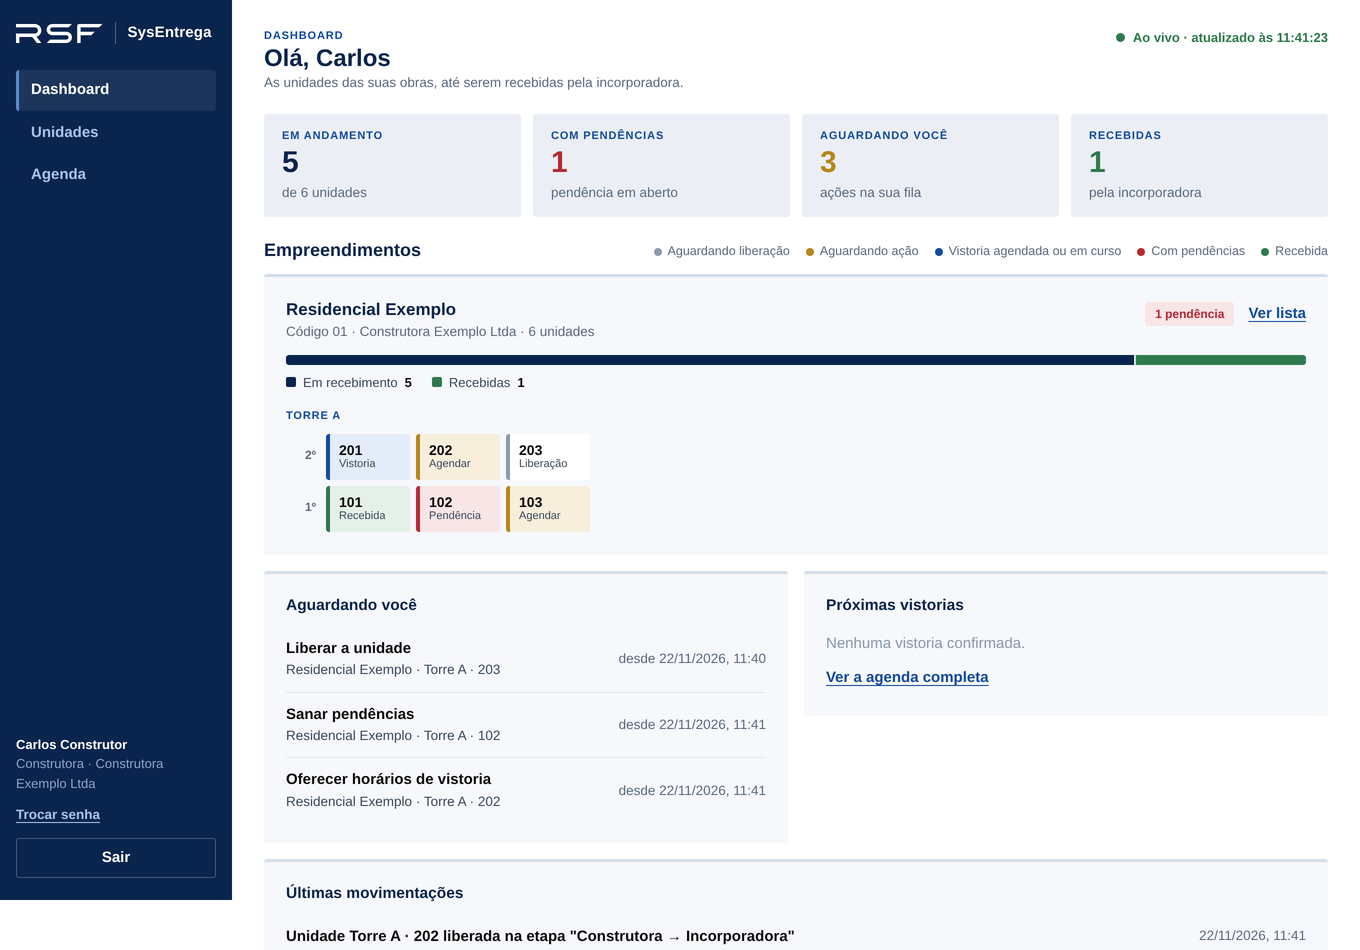 RSF SysEntrega
Dashboard
Unidades
Agenda
Carlos Construtor
Construtora · Construtora
Exemplo Ltda
Trocar senha
Sair
DASHBOARD
Olá, Carlos
As unidades das suas obras, até serem recebidas pela incorporadora.
Ao vivo · atualizado às 11:41:23
EM ANDAMENTO
5
de 6 unidades
COM PENDÊNCIAS
1
pendência em aberto
AGUARDANDO VOCÊ
3
ações na sua fila
RECEBIDAS
1
pela incorporadora
Empreendimentos
Aguardando liberação Aguardando ação Vistoria agendada ou em curso Com pendências Recebida
Residencial Exemplo
Código 01 · Construtora Exemplo Ltda · 6 unidades
1 pendência Ver lista
Em recebimento 5 Recebidas 1
TORRE A
2º
201
Vistoria
202
Agendar
203
Liberação
1º
101
Recebida
102
Pendência
103
Agendar
Aguardando você
Liberar a unidade
Residencial Exemplo · Torre A · 203
desde 22/11/2026, 11:40
Sanar pendências
Residencial Exemplo · Torre A · 102
desde 22/11/2026, 11:41
Oferecer horários de vistoria
Residencial Exemplo · Torre A · 202
desde 22/11/2026, 11:41
Próximas vistorias
Nenhuma vistoria confirmada.
Ver a agenda completa
Últimas movimentações
Unidade Torre A · 202 liberada na etapa "Construtora → Incorporadora" 22/11/2026, 11:41